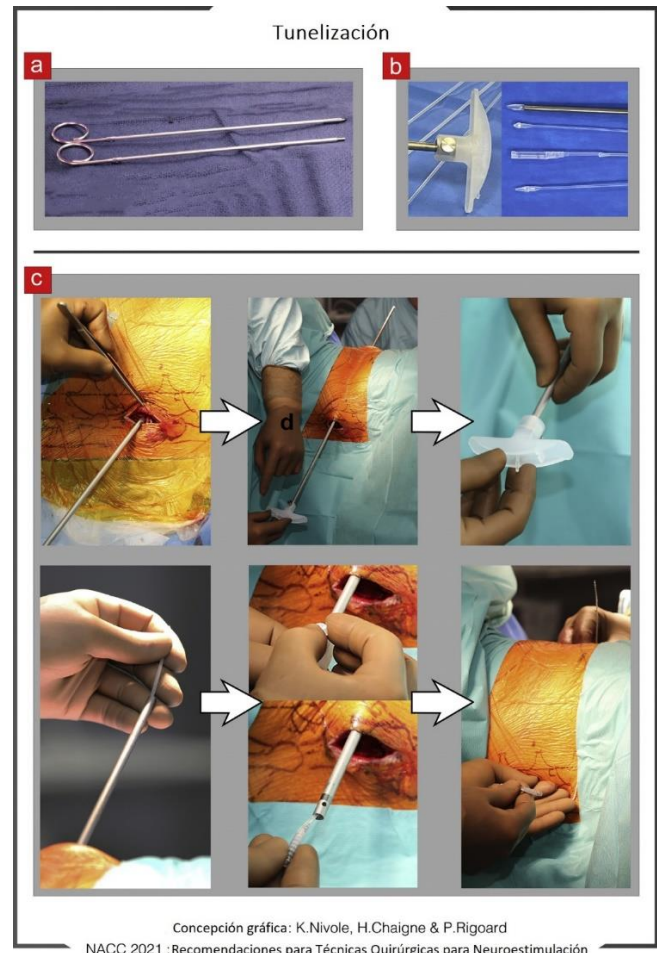 Tunelización
a
b
c
d
Concepción gráfica: K.Nivole, H.Chaigne & P.Rigoard
NACC 2021 :Recomendaciones para Técnicas Quirúrgicas para Neuroestimulación